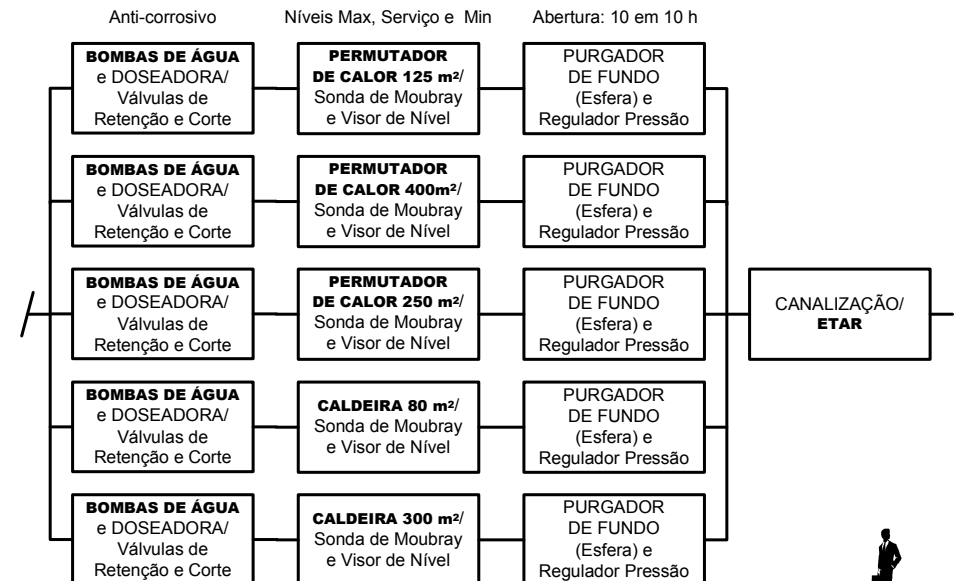 Anti-corrosivo
Níveis Max, Serviço e Min
Abertura: 10 em 10 h
BOMBAS DE ÁGUA
e DOSEADORA/
Válvulas de
Retenção e Corte
PERMUTADOR
DE CALOR 125 m²/
Sonda de Moubray
e Visor de Nível
PURGADOR
DE FUNDO
(Esfera) e
Regulador Pressão
BOMBAS DE ÁGUA
e DOSEADORA/
Válvulas de
Retenção e Corte
PERMUTADOR
DE CALOR 400m²/
Sonda de Moubray
e Visor de Nível
PURGADOR
DE FUNDO
(Esfera) e
Regulador Pressão
BOMBAS DE ÁGUA
e DOSEADORA/
Válvulas de
Retenção e Corte
PERMUTADOR
DE CALOR 250 m²/
Sonda de Moubray
e Visor de Nível
PURGADOR
DE FUNDO
(Esfera) e
Regulador Pressão
CANALIZAÇÃO/
ETAR
BOMBAS DE ÁGUA
e DOSEADORA/
Válvulas de
Retenção e Corte
CALDEIRA 80 m²/
Sonda de Moubray
e Visor de Nível
PURGADOR
DE FUNDO
(Esfera) e
Regulador Pressão
BOMBAS DE ÁGUA
e DOSEADORA/
Válvulas de
Retenção e Corte
CALDEIRA 300 m²/
Sonda de Moubray
e Visor de Nível
PURGADOR
DE FUNDO
(Esfera) e
Regulador Pressão